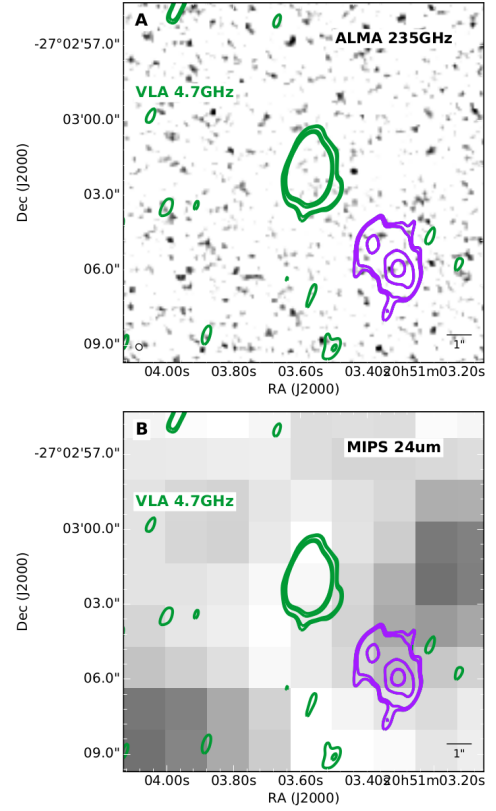 A
ALMA 235GHz
-27°02'57.0"
VLA 4.7GHz
03'00.0"
Dec (J2000)
03.0"
06.0"
09.0"
1"
04.00s 03.80s 03.60s 03.40s 20h51m03.20s
RA (J2000)
B
MIPS 24um
-27°02'57.0"
VLA 4.7GHz
03'00.0"
Dec (J2000)
03.0"
06.0"
09.0"
1"
04.00s 03.80s 03.60s 03.40s 20h51m03.20s
RA (J2000)